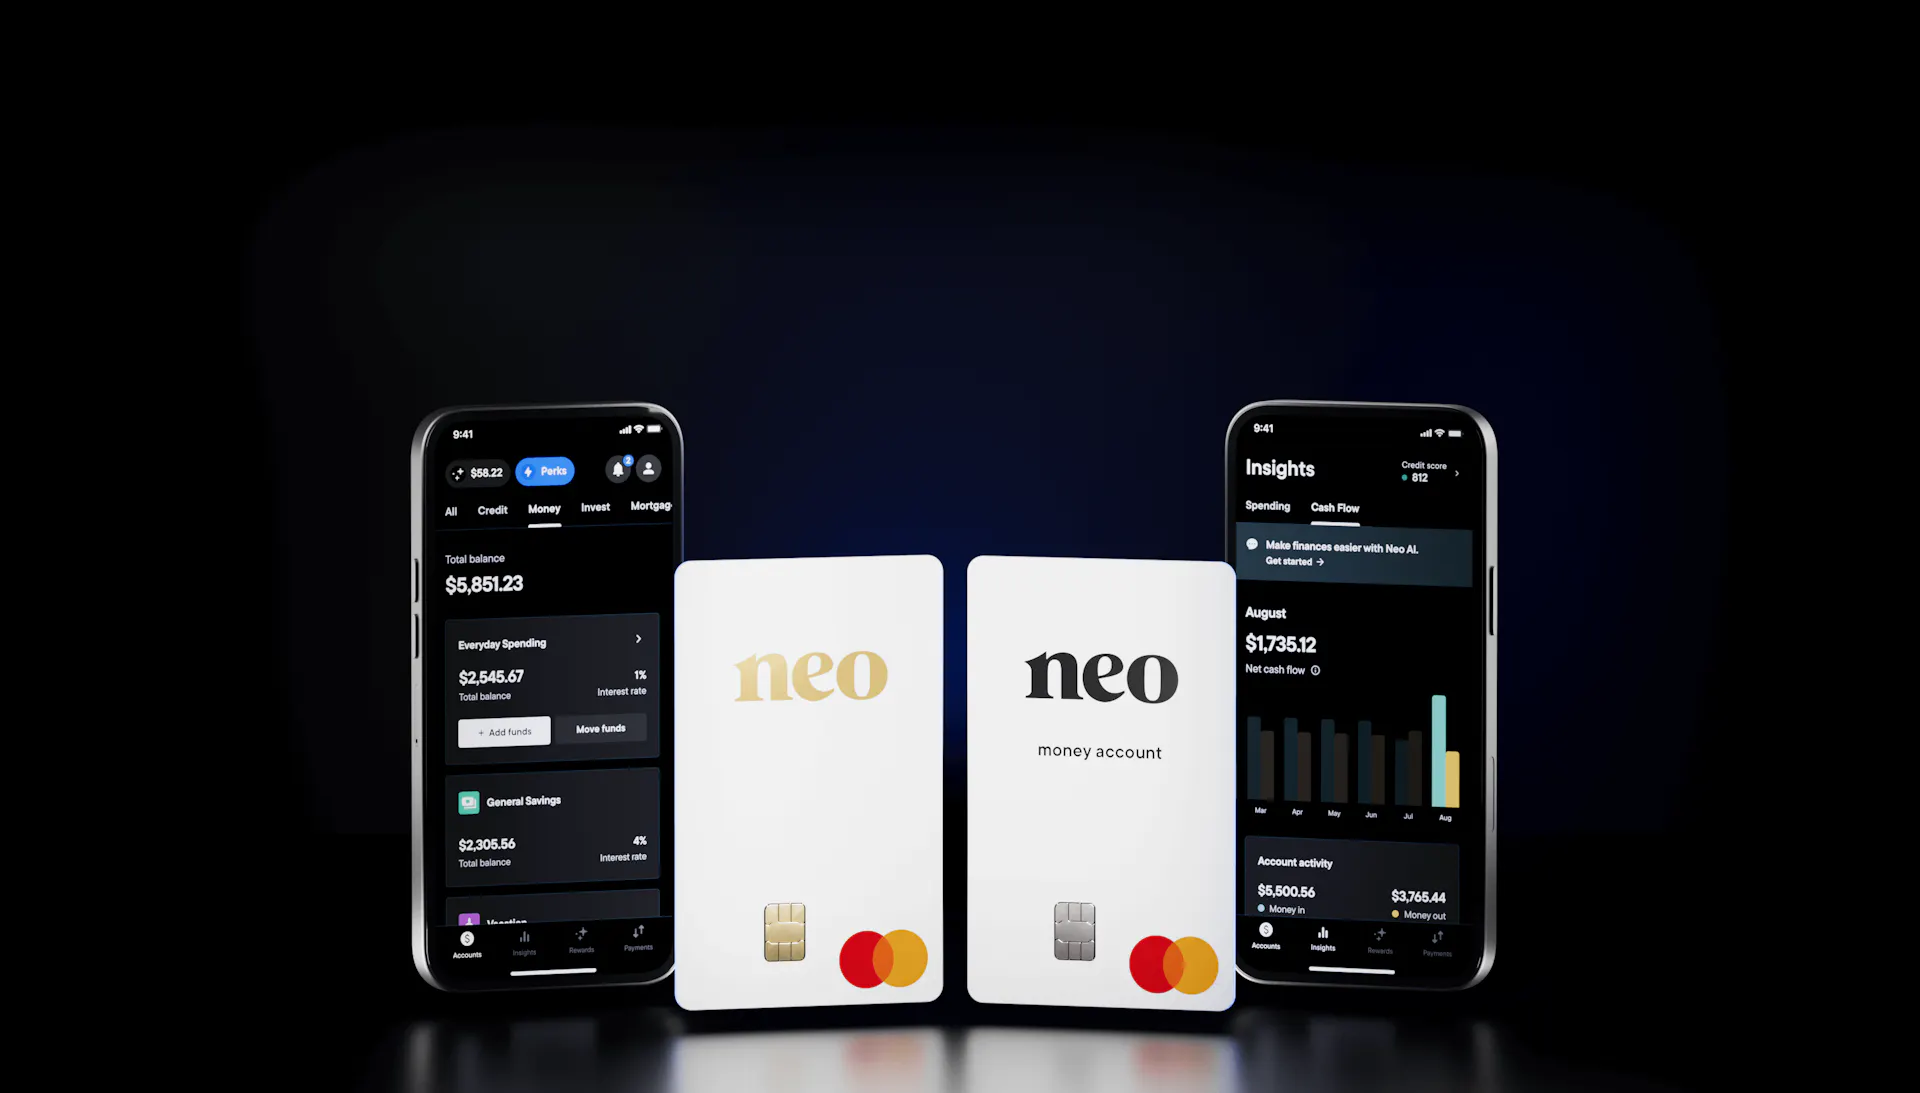 9:41
$58.22
Perks
2
All Credit Money Invest Mortgag
Total balance
$5,851.23
Everyday Spending
$2,545.67 1%
Total balance Interest rate
+ Add funds Move funds
General Savings
$2,305.56 4%
Total balance Interest rate
Vacation
Accounts Insights Rewards Payments
neo
neo
money account
9:41
Insights
Credit score
812
Spending Cash Flow
Make finances easier with Neo AI.
Get started →
August
$1,735.12
Net cash flow
Mar Apr May Jun Jul Aug
Account activity
$5,500.56 $3,765.44
Money in Money out
Accounts Insights Rewards Payments